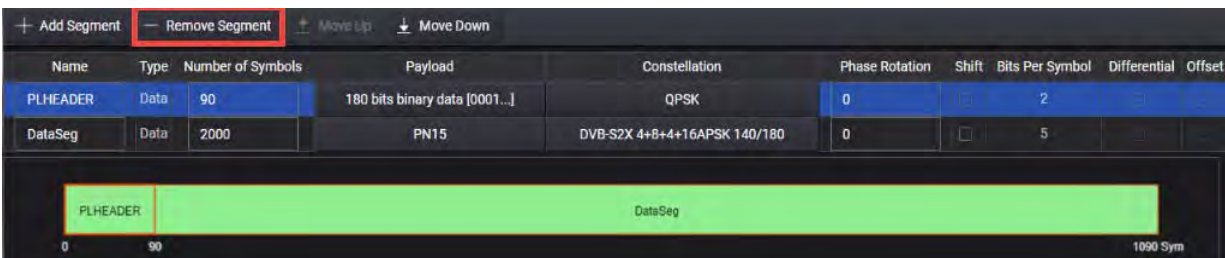 + Add Segment − Remove Segment Move Up Move Down
Name Type Number of Symbols Payload Constellation Phase Rotation Shift Bits Per Symbol Differential Offset
PLHEADER Data 90 180 bits binary data [0001...] QPSK 0 2
DataSeg Data 2000 PN15 DVB-S2X 4+8+4+16APSK 140/180 0 5
PLHEADER DataSeg
0 90 1090 Sym